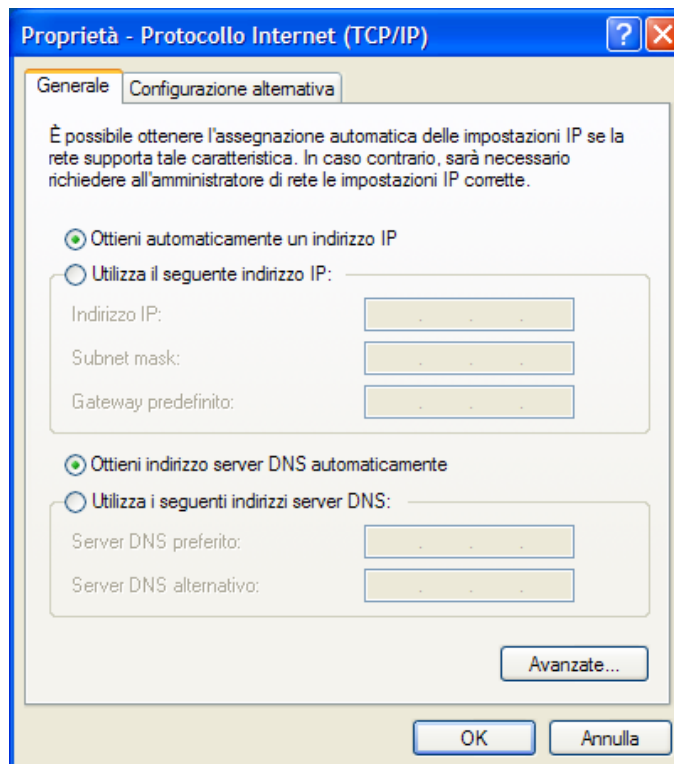 Proprietà - Protocollo Internet (TCP/IP)
Generale
Configurazione alternativa
È possibile ottenere l'assegnazione automatica delle impostazioni IP se la
rete supporta tale caratteristica. In caso contrario, sarà necessario
richiedere all'amministratore di rete le impostazioni IP corrette.
Ottieni automaticamente un indirizzo IP
Utilizza il seguente indirizzo IP:
Indirizzo IP:
Subnet mask:
Gateway predefinito:
Ottieni indirizzo server DNS automaticamente
Utilizza i seguenti indirizzi server DNS:
Server DNS preferito:
Server DNS alternativo:
Avanzate...
OK
Annulla